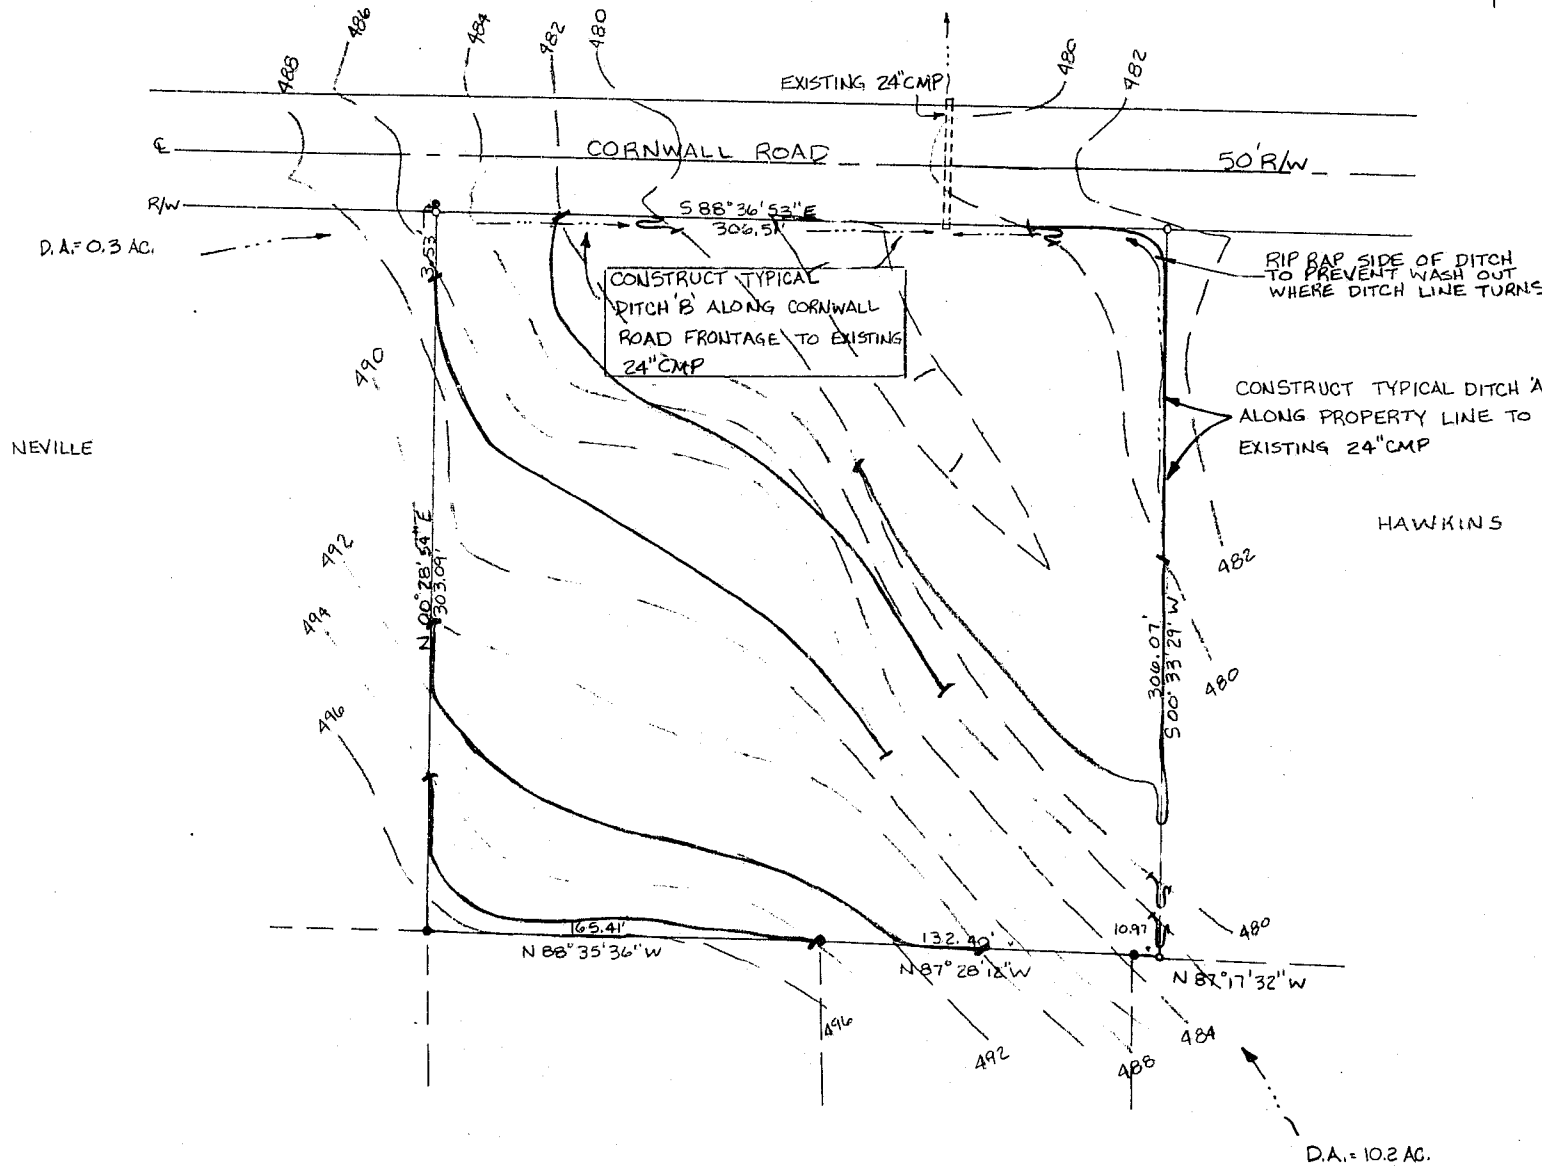 488
486
484
482
480
480
482
EXISTING 24"CMP
CORNWALL ROAD
50'R/W
R/W
S 88° 36' 53" E
306.51'
D.A.= 0.3 AC.
3.53'
RIP RAP SIDE OF DITCH
TO PREVENT WASH OUT
WHERE DITCH LINE TURNS
CONSTRUCT TYPICAL
DITCH 'B' ALONG CORNWALL
ROAD FRONTAGE TO EXISTING
24"CMP
490
CONSTRUCT TYPICAL DITCH 'A
ALONG PROPERTY LINE TO
EXISTING 24"CMP
NEVILLE
HAWKINS
492
N 00° 28' 54" E
303.09'
482
494
306.07'
S 00° 33' 29" W
480
496
165.41'
N 88° 35' 36" W
132.40'
N 87° 28' 12" W
10.97
N 87° 17' 32" W
480
496
492
488
484
D.A.= 10.2 AC.